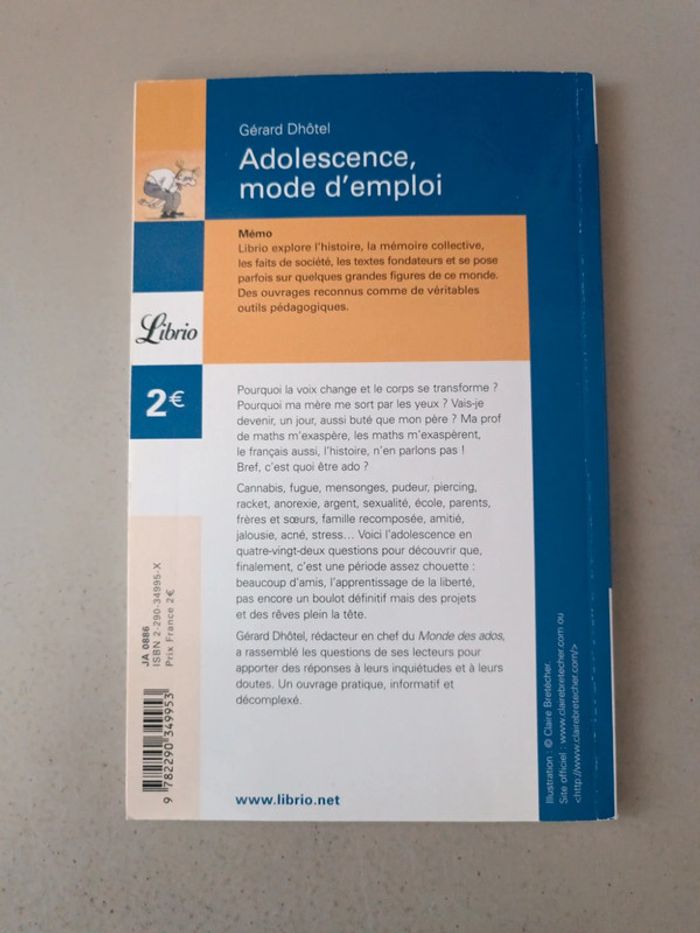 Gérard Dhôtel
Adolescence,
mode d'emploi
Mémo
Librio explore l'histoire, la mémoire collective,
les faits de société, les textes fondateurs et se pose
parfois sur quelques grandes figures de ce monde.
Des ouvrages reconnus comme de véritables
outils pédagogiques.
Librio
2€
Pourquoi la voix change et le corps se transforme ?
Pourquoi ma mère me sort par les yeux ? Vais-je
devenir, un jour, aussi buté que mon père ? Ma prof
de maths m'exaspère, les maths m'exaspèrent,
le français aussi, l'histoire, n'en parlons pas !
Bref, c'est quoi être ado ?
Cannabis, fugue, mensonges, pudeur, piercing,
racket, anorexie, argent, sexualité, école, parents,
frères et sœurs, famille recomposée, amitié,
jalousie, acné, stress... Voici l'adolescence en
quatre-vingt-deux questions pour découvrir que,
finalement, c'est une période assez chouette :
beaucoup d'amis, l'apprentissage de la liberté,
pas encore un boulot définitif mais des projets
et des rêves plein la tête.
Gérard Dhôtel, rédacteur en chef du Monde des ados,
a rassemblé les questions de ses lecteurs pour
apporter des réponses à leurs inquiétudes et à leurs
doutes. Un ouvrage pratique, informatif et
décomplexé.
www.librio.net
JA 0886
ISBN 2-290-34995-X
Prix France 2€
9 782290 349953
Illustration : © Claire Bretécher.
Site officiel : www.clairebretecher.com ou
<http://www.clairebretecher.com/>